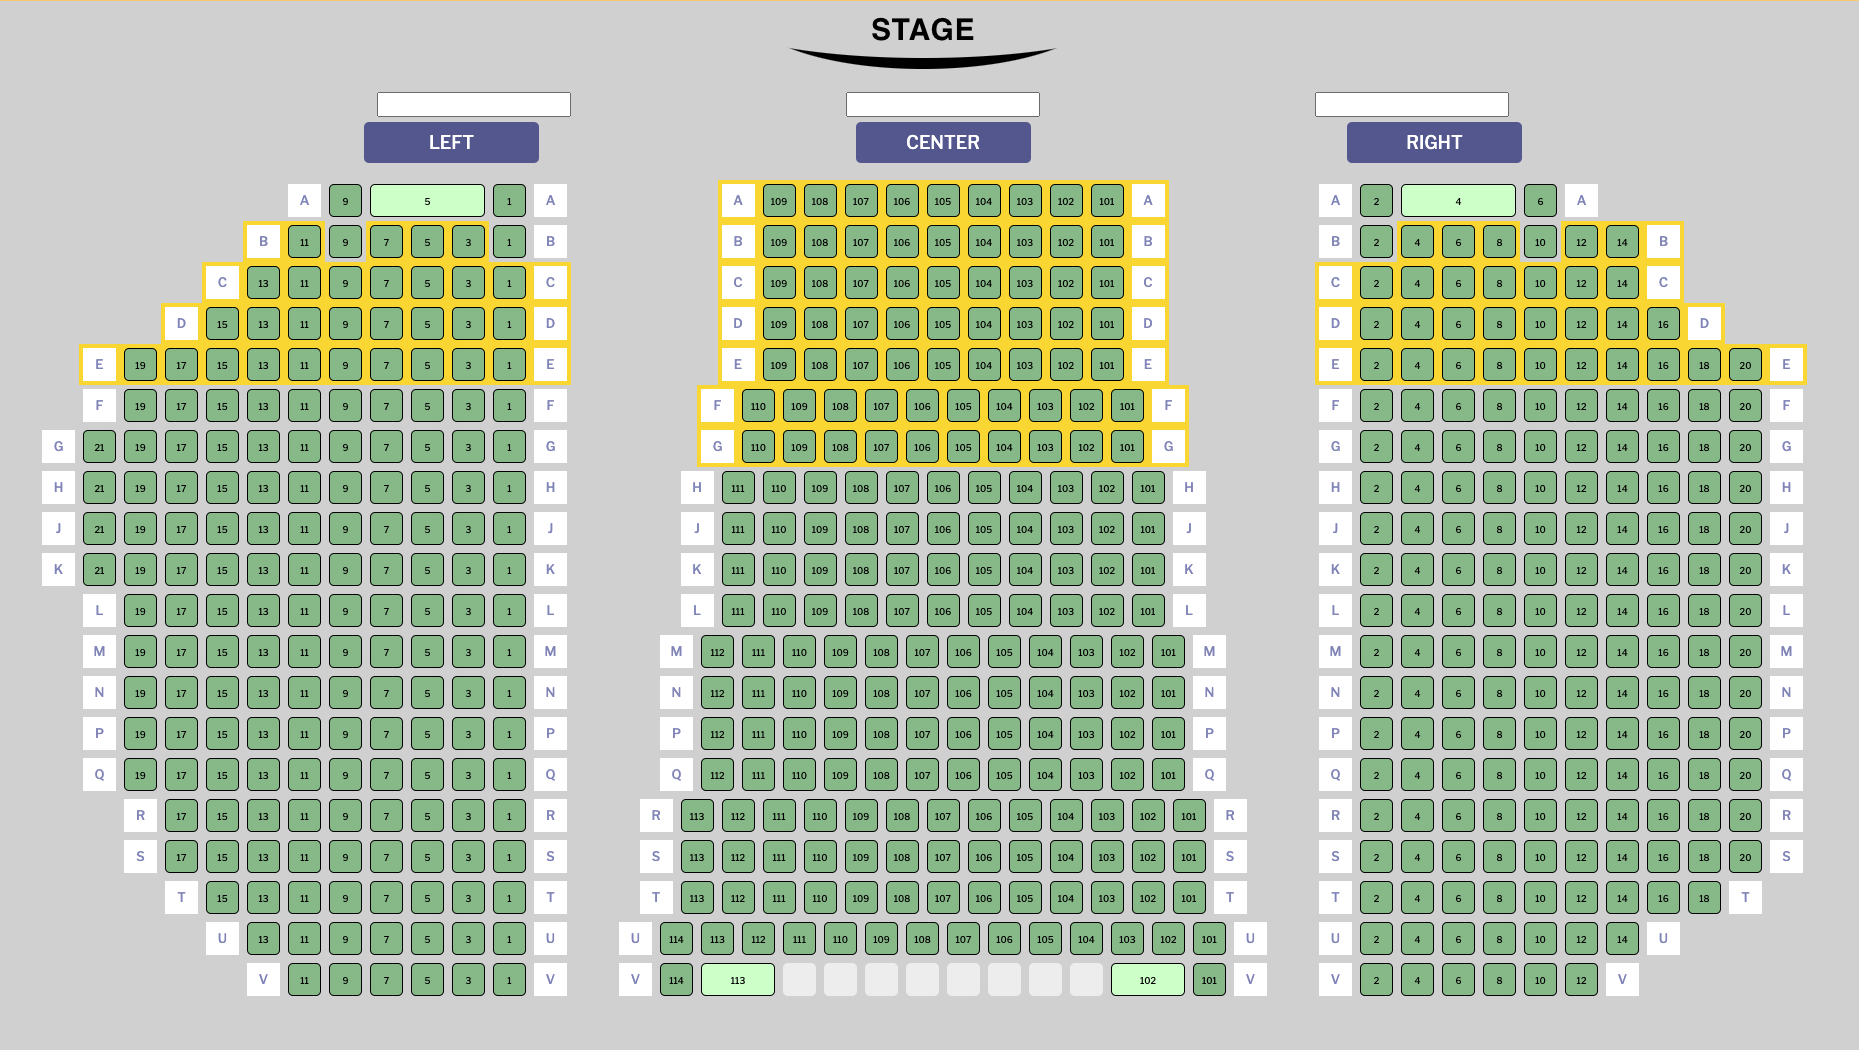 STAGE
LEFT CENTER RIGHT
A 9 5 1 A A 109 108 107 106 105 104 103 102 101 A A 2 4 6 A
B 11 9 7 5 3 1 B B 109 108 107 106 105 104 103 102 101 B B 2 4 6 8 10 12 14 B
C 13 11 9 7 5 3 1 C C 109 108 107 106 105 104 103 102 101 C C 2 4 6 8 10 12 14 C
D 15 13 11 9 7 5 3 1 D D 109 108 107 106 105 104 103 102 101 D D 2 4 6 8 10 12 14 16 D
E 19 17 15 13 11 9 7 5 3 1 E E 109 108 107 106 105 104 103 102 101 E E 2 4 6 8 10 12 14 16 18 20 E
F 19 17 15 13 11 9 7 5 3 1 F F 110 109 108 107 106 105 104 103 102 101 F F 2 4 6 8 10 12 14 16 18 20 F
G 21 19 17 15 13 11 9 7 5 3 1 G G 110 109 108 107 106 105 104 103 102 101 G G 2 4 6 8 10 12 14 16 18 20 G
H 21 19 17 15 13 11 9 7 5 3 1 H H 111 110 109 108 107 106 105 104 103 102 101 H H 2 4 6 8 10 12 14 16 18 20 H
J 21 19 17 15 13 11 9 7 5 3 1 J J 111 110 109 108 107 106 105 104 103 102 101 J J 2 4 6 8 10 12 14 16 18 20 J
K 21 19 17 15 13 11 9 7 5 3 1 K K 111 110 109 108 107 106 105 104 103 102 101 K K 2 4 6 8 10 12 14 16 18 20 K
L 19 17 15 13 11 9 7 5 3 1 L L 111 110 109 108 107 106 105 104 103 102 101 L L 2 4 6 8 10 12 14 16 18 20 L
M 19 17 15 13 11 9 7 5 3 1 M M 112 111 110 109 108 107 106 105 104 103 102 101 M M 2 4 6 8 10 12 14 16 18 20 M
N 19 17 15 13 11 9 7 5 3 1 N N 112 111 110 109 108 107 106 105 104 103 102 101 N N 2 4 6 8 10 12 14 16 18 20 N
P 19 17 15 13 11 9 7 5 3 1 P P 112 111 110 109 108 107 106 105 104 103 102 101 P P 2 4 6 8 10 12 14 16 18 20 P
Q 19 17 15 13 11 9 7 5 3 1 Q Q 112 111 110 109 108 107 106 105 104 103 102 101 Q Q 2 4 6 8 10 12 14 16 18 20 Q
R 17 15 13 11 9 7 5 3 1 R R 113 112 111 110 109 108 107 106 105 104 103 102 101 R R 2 4 6 8 10 12 14 16 18 20 R
S 17 15 13 11 9 7 5 3 1 S S 113 112 111 110 109 108 107 106 105 104 103 102 101 S S 2 4 6 8 10 12 14 16 18 20 S
T 15 13 11 9 7 5 3 1 T T 113 112 111 110 109 108 107 106 105 104 103 102 101 T T 2 4 6 8 10 12 14 16 18 T
U 13 11 9 7 5 3 1 U U 114 113 112 111 110 109 108 107 106 105 104 103 102 101 U U 2 4 6 8 10 12 14 U
V 11 9 7 5 3 1 V V 114 113 102 101 V V 2 4 6 8 10 12 V